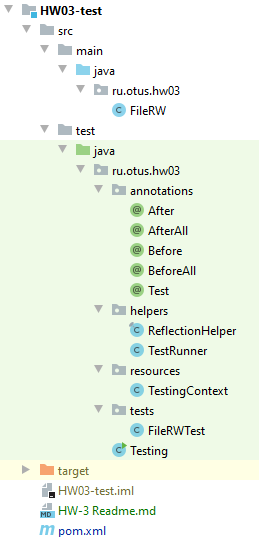 HW03-test
src
main
java
ru.otus.hw03
FileRW
test
java
ru.otus.hw03
annotations
After
AfterAll
Before
BeforeAll
Test
helpers
ReflectionHelper
TestRunner
resources
TestingContext
tests
FileRWTest
Testing
target
HW03-test.iml
HW-3 Readme.md
pom.xml